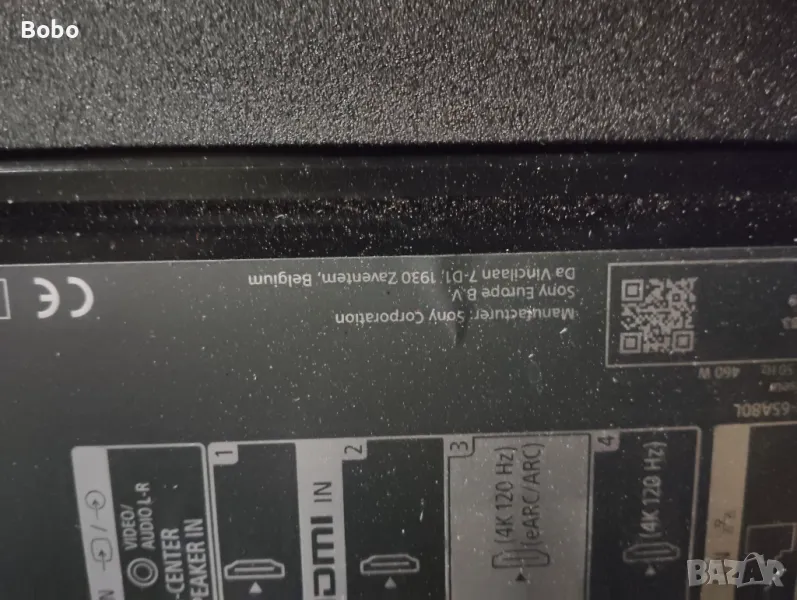 Bobo
Manufacturer: Sony Corporation
Sony Europe B.V.
Da Vincilaan 7-D1, 1930 Zaventem, Belgium
CE
460 W
50 Hz
-65A80L
VIDEO/
AUDIO L-R
-CENTER
PEAKER IN
1
IN
2
3
(4K 120 Hz)
(eARC/ARC)
4
(4K 120 Hz)
BAZAR